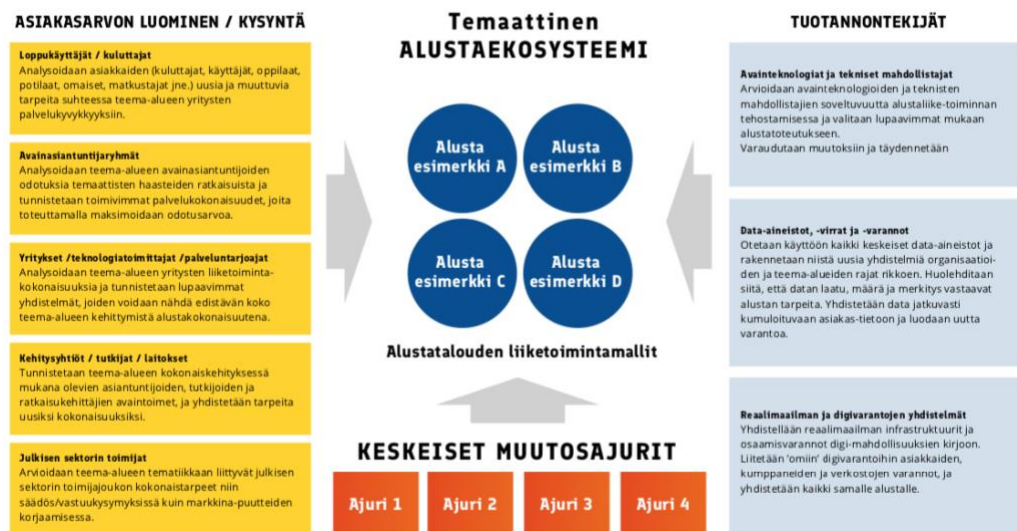 ASIAKASARVON LUOMINEN / KYSYNTÄ
Loppukäyttäjät / kuluttajat
Analysoidaan asiakkaiden (kuluttajat, käyttäjät, oppilaat,
potilaat, omaiset, matkustajat jne.) uusia ja muuttuvia
tarpeita suhteessa teema-alueen yritysten
palvelukyvykkyyksiin.
Avainasiantuntijaryhmät
Analysoidaan teema-alueen avainasiantuntijoiden
odotuksia temaattisten haasteiden ratkaisuista ja
tunnistetaan toimivimmat palvelukokonaisuudet, joita
toteuttamalla maksimoidaan odotusarvoa.
Yritykset /teknologiatoimittajat /palveluntarjoajat
Analysoidaan teema-alueen yritysten liiketoiminta-
kokonaisuuksia ja tunnistetaan lupaavimmat
yhdistelmät, joiden voidaan nähdä edistävän koko
teema-alueen kehittymistä alustakokonaisuutena.
Kehitysyhtiöt / tutkijat / laitokset
Tunnistetaan teema-alueen kokonaiskehityksessä
mukana olevien asiantuntijoiden, tutkijoiden ja
ratkaisukehittäjien avaintoimet, ja yhdistetään tarpeita
uusiksi kokonaisuuksiksi.
Julkisen sektorin toimijat
Arvioidaan teema-alueen tematiikkaan liittyvät julkisen
sektorin toimijajoukon kokonaistarpeet niin
säädös/vastuukysymyksissä kuin markkina-puutteiden
korjaamisessa.
Temaattinen
ALUSTAEKOSYSTEEMI
Alusta
esimerkki A
Alusta
esimerkki B
Alusta
esimerkki C
Alusta
esimerkki D
Alustatalouden liiketoimintamallit
KESKEISET MUUTOSAJURIT
Ajuri 1
Ajuri 2
Ajuri 3
Ajuri 4
TUOTANNONTEKIJÄT
Avainteknologiat ja tekniset mahdollistajat
Arvioidaan avainteknologioiden ja teknisten
mahdollistajien soveltuvuutta alustaliike-toiminnan
tehostamisessa ja valitaan lupaavimmat mukaan
alustatoteutukseen.
Varaudutaan muutoksiin ja täydennetään
Data-aineistot, -virrat ja -varannot
Otetaan käyttöön kaikki keskeiset data-aineistot ja
rakennetaan niistä uusia yhdistelmiä organisaatioi-
den ja teema-alueiden rajat rikkoen. Huolehditaan
siitä, että datan laatu, määrä ja merkitys vastaavat
alustan tarpeita. Yhdistetään data jatkuvasti
kumuloituvaan asiakas-tietoon ja luodaan uutta
varantoa.
Reaalimaailman ja digivarantojen yhdistelmät
Yhdistellään reaalimaailman infrastruktuurit ja
osaamisvarannot digi-mahdollisuuksien kirjoon.
Liitetään 'omiin' digivarantoihin asiakkaiden,
kumppaneiden ja verkostojen varannot, ja
yhdistetään kaikki samalle alustalle.